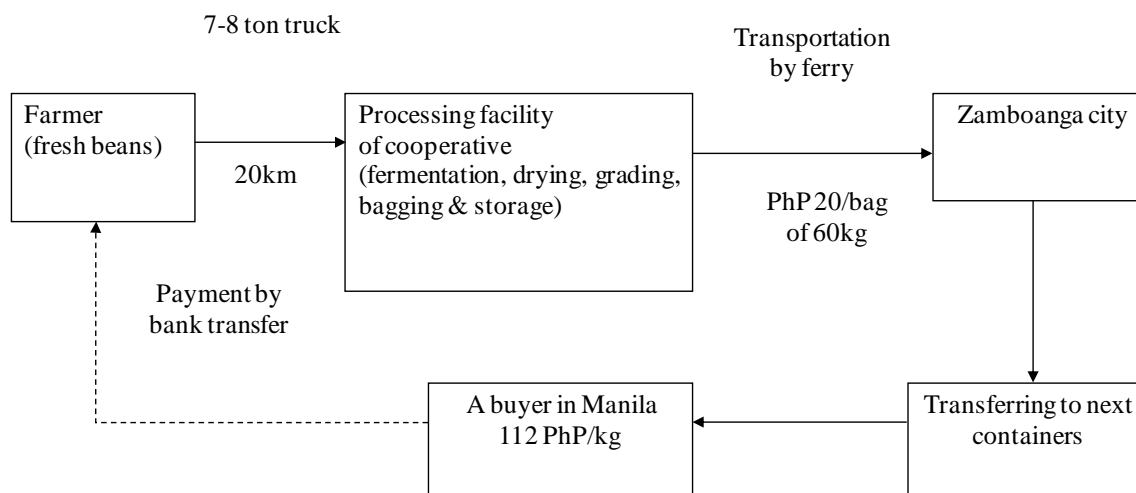 7-8 ton truck
Transportation
by ferry
Farmer
(fresh beans)
20km
Processing facility
of cooperative
(fermentation, drying, grading,
bagging & storage)
PhP 20/bag
of 60kg
Zamboanga city
Payment by
bank transfer
A buyer in Manila
112 PhP/kg
Transferring to next
containers